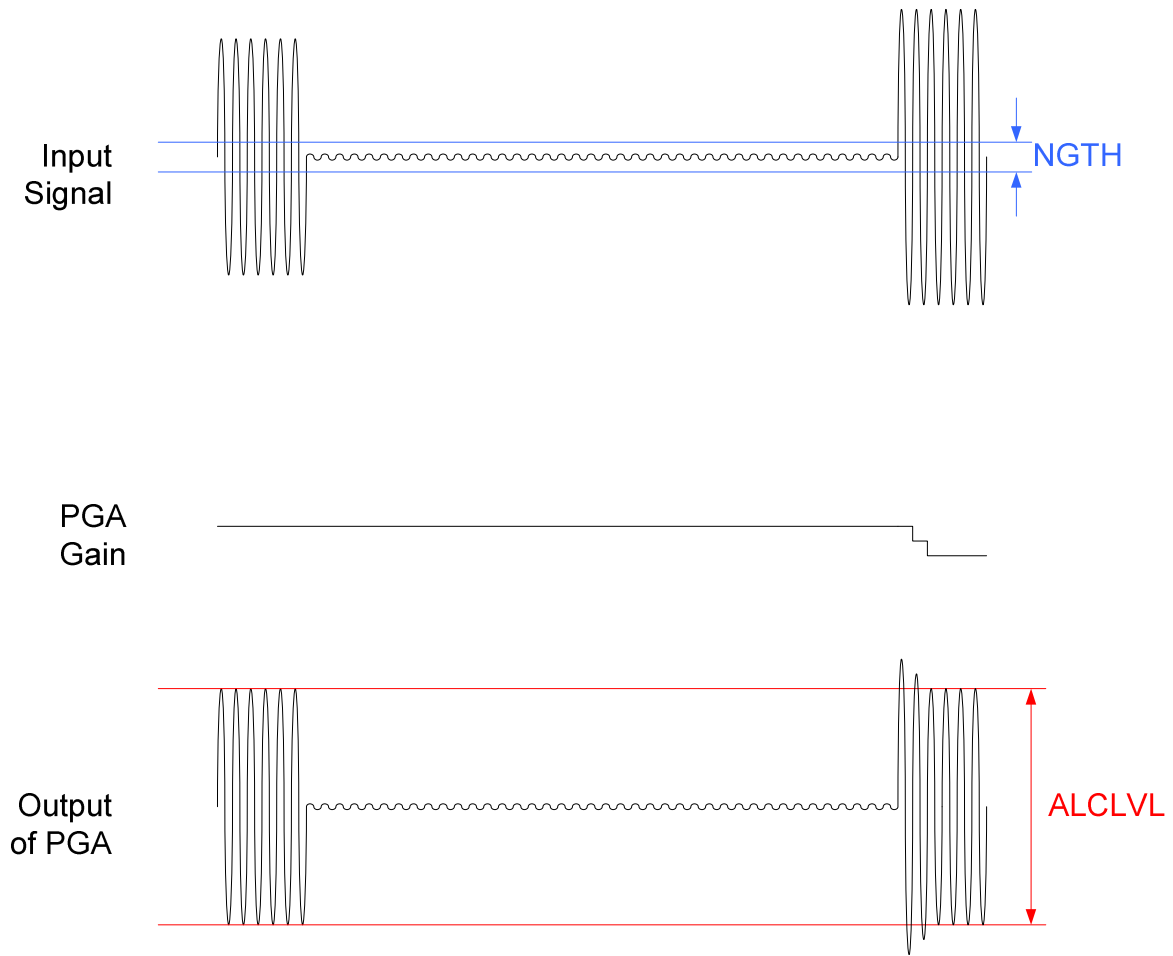 Input
Signal
NGTH
PGA
Gain
Output
of PGA
ALCLVL